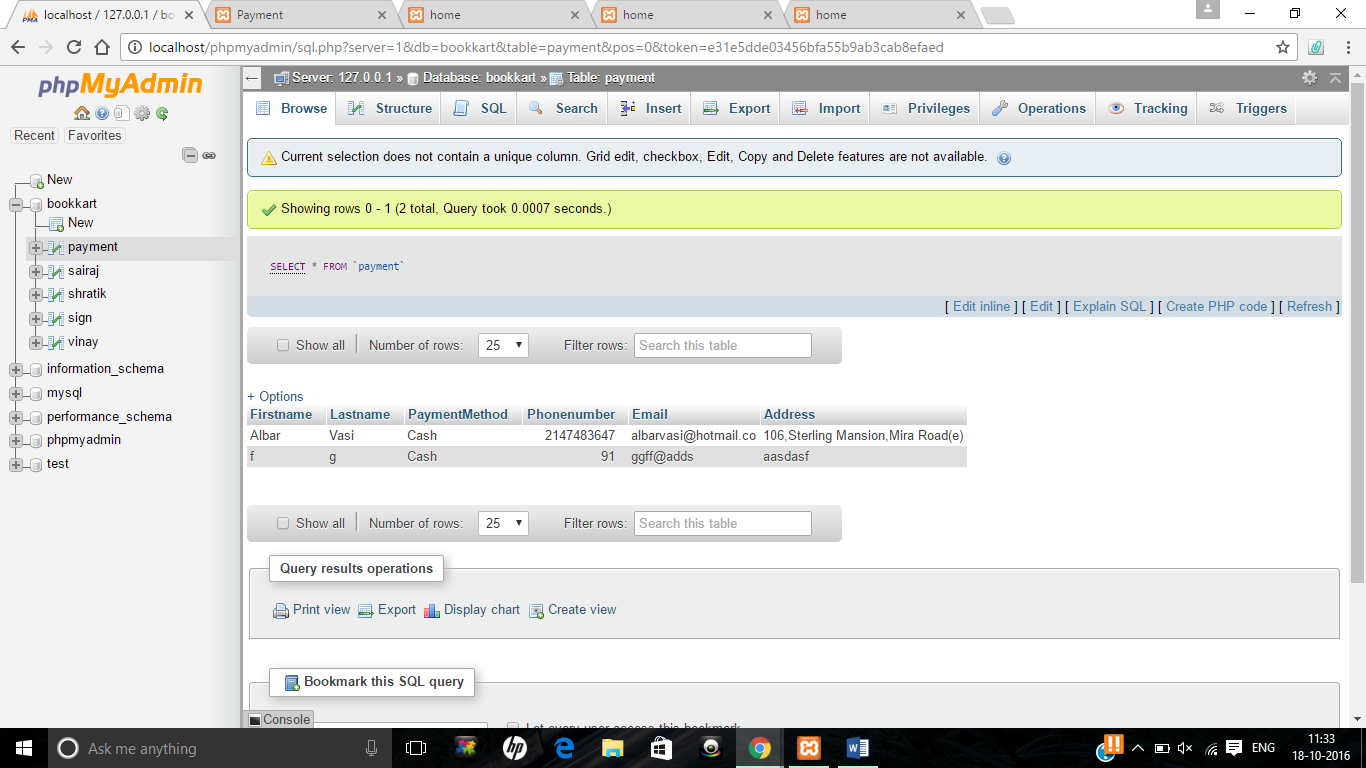 localhost / 127.0.0.1 / bo
Payment
home
home
home
localhost/phpmyadmin/sql.php?server=1&db=bookkart&table=payment&pos=0&token=e31e5dde03456bfa55b9ab3cab8efaed
phpMyAdmin
Recent Favorites
New
bookkart
New
payment
sairaj
shratik
sign
vinay
information_schema
mysql
performance_schema
phpmyadmin
test
Server: 127.0.0.1 » Database: bookkart » Table: payment
Browse Structure SQL Search Insert Export Import Privileges Operations Tracking Triggers
Current selection does not contain a unique column. Grid edit, checkbox, Edit, Copy and Delete features are not available.
Showing rows 0 - 1 (2 total, Query took 0.0007 seconds.)
SELECT * FROM `payment`
[ Edit inline ] [ Edit ] [ Explain SQL ] [ Create PHP code ] [ Refresh ]
Show all Number of rows: 25 Filter rows: Search this table
+ Options
Firstname Lastname PaymentMethod Phonenumber Email Address
Albar Vasi Cash 2147483647 albarvasi@hotmail.co 106,Sterling Mansion,Mira Road(e)
f g Cash 91 ggff@adds aasdasf
Show all Number of rows: 25 Filter rows: Search this table
Query results operations
Print view Export Display chart Create view
Bookmark this SQL query
Console
Let every user access this bookmark
Ask me anything
ENG
11:33
18-10-2016